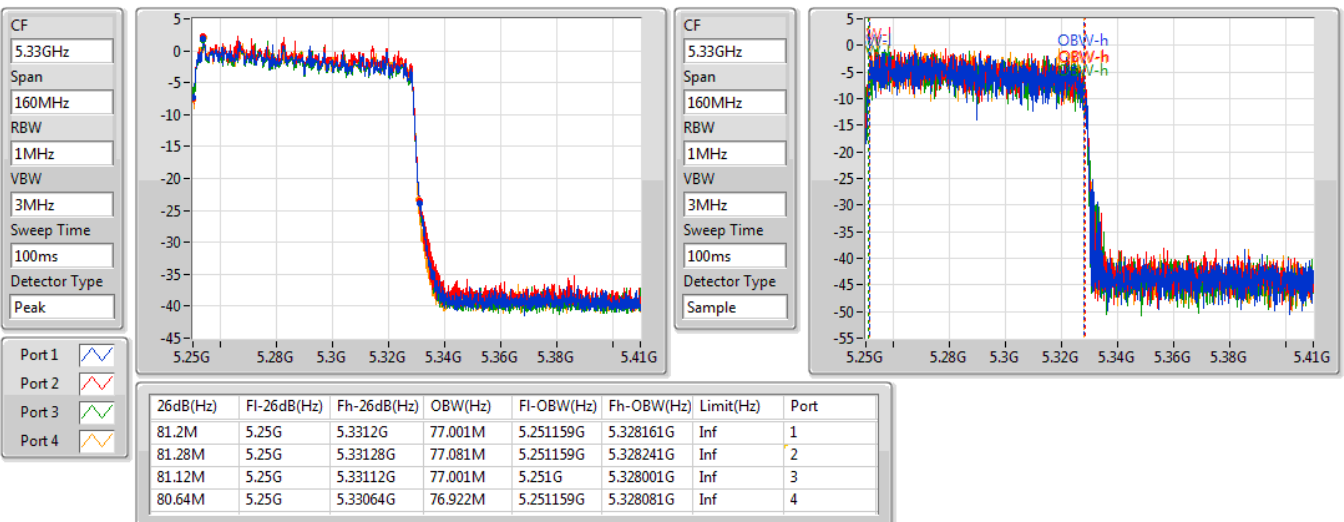 CF
5.33GHz
Span
160MHz
RBW
1MHz
VBW
3MHz
Sweep Time
100ms
Detector Type
Peak
5
0
-5
-10
-15
-20
-25
-30
-35
-40
-45
5.25G 5.28G 5.3G 5.32G 5.34G 5.36G 5.38G 5.41G
CF
5.33GHz
Span
160MHz
RBW
1MHz
VBW
3MHz
Sweep Time
100ms
Detector Type
Sample
5
0
-5
-10
-15
-20
-25
-30
-35
-40
-45
-50
-55
OBW-h
OBW-h
5.25G 5.28G 5.3G 5.32G 5.34G 5.36G 5.38G 5.41G
Port 1
Port 2
Port 3
Port 4
26dB(Hz) Fl-26dB(Hz) Fh-26dB(Hz) OBW(Hz) Fl-OBW(Hz) Fh-OBW(Hz) Limit(Hz) Port
81.2M 5.25G 5.3312G 77.001M 5.251159G 5.328161G Inf 1
81.28M 5.25G 5.33128G 77.081M 5.251159G 5.328241G Inf 2
81.12M 5.25G 5.33112G 77.001M 5.251G 5.328001G Inf 3
80.64M 5.25G 5.33064G 76.922M 5.251159G 5.328081G Inf 4